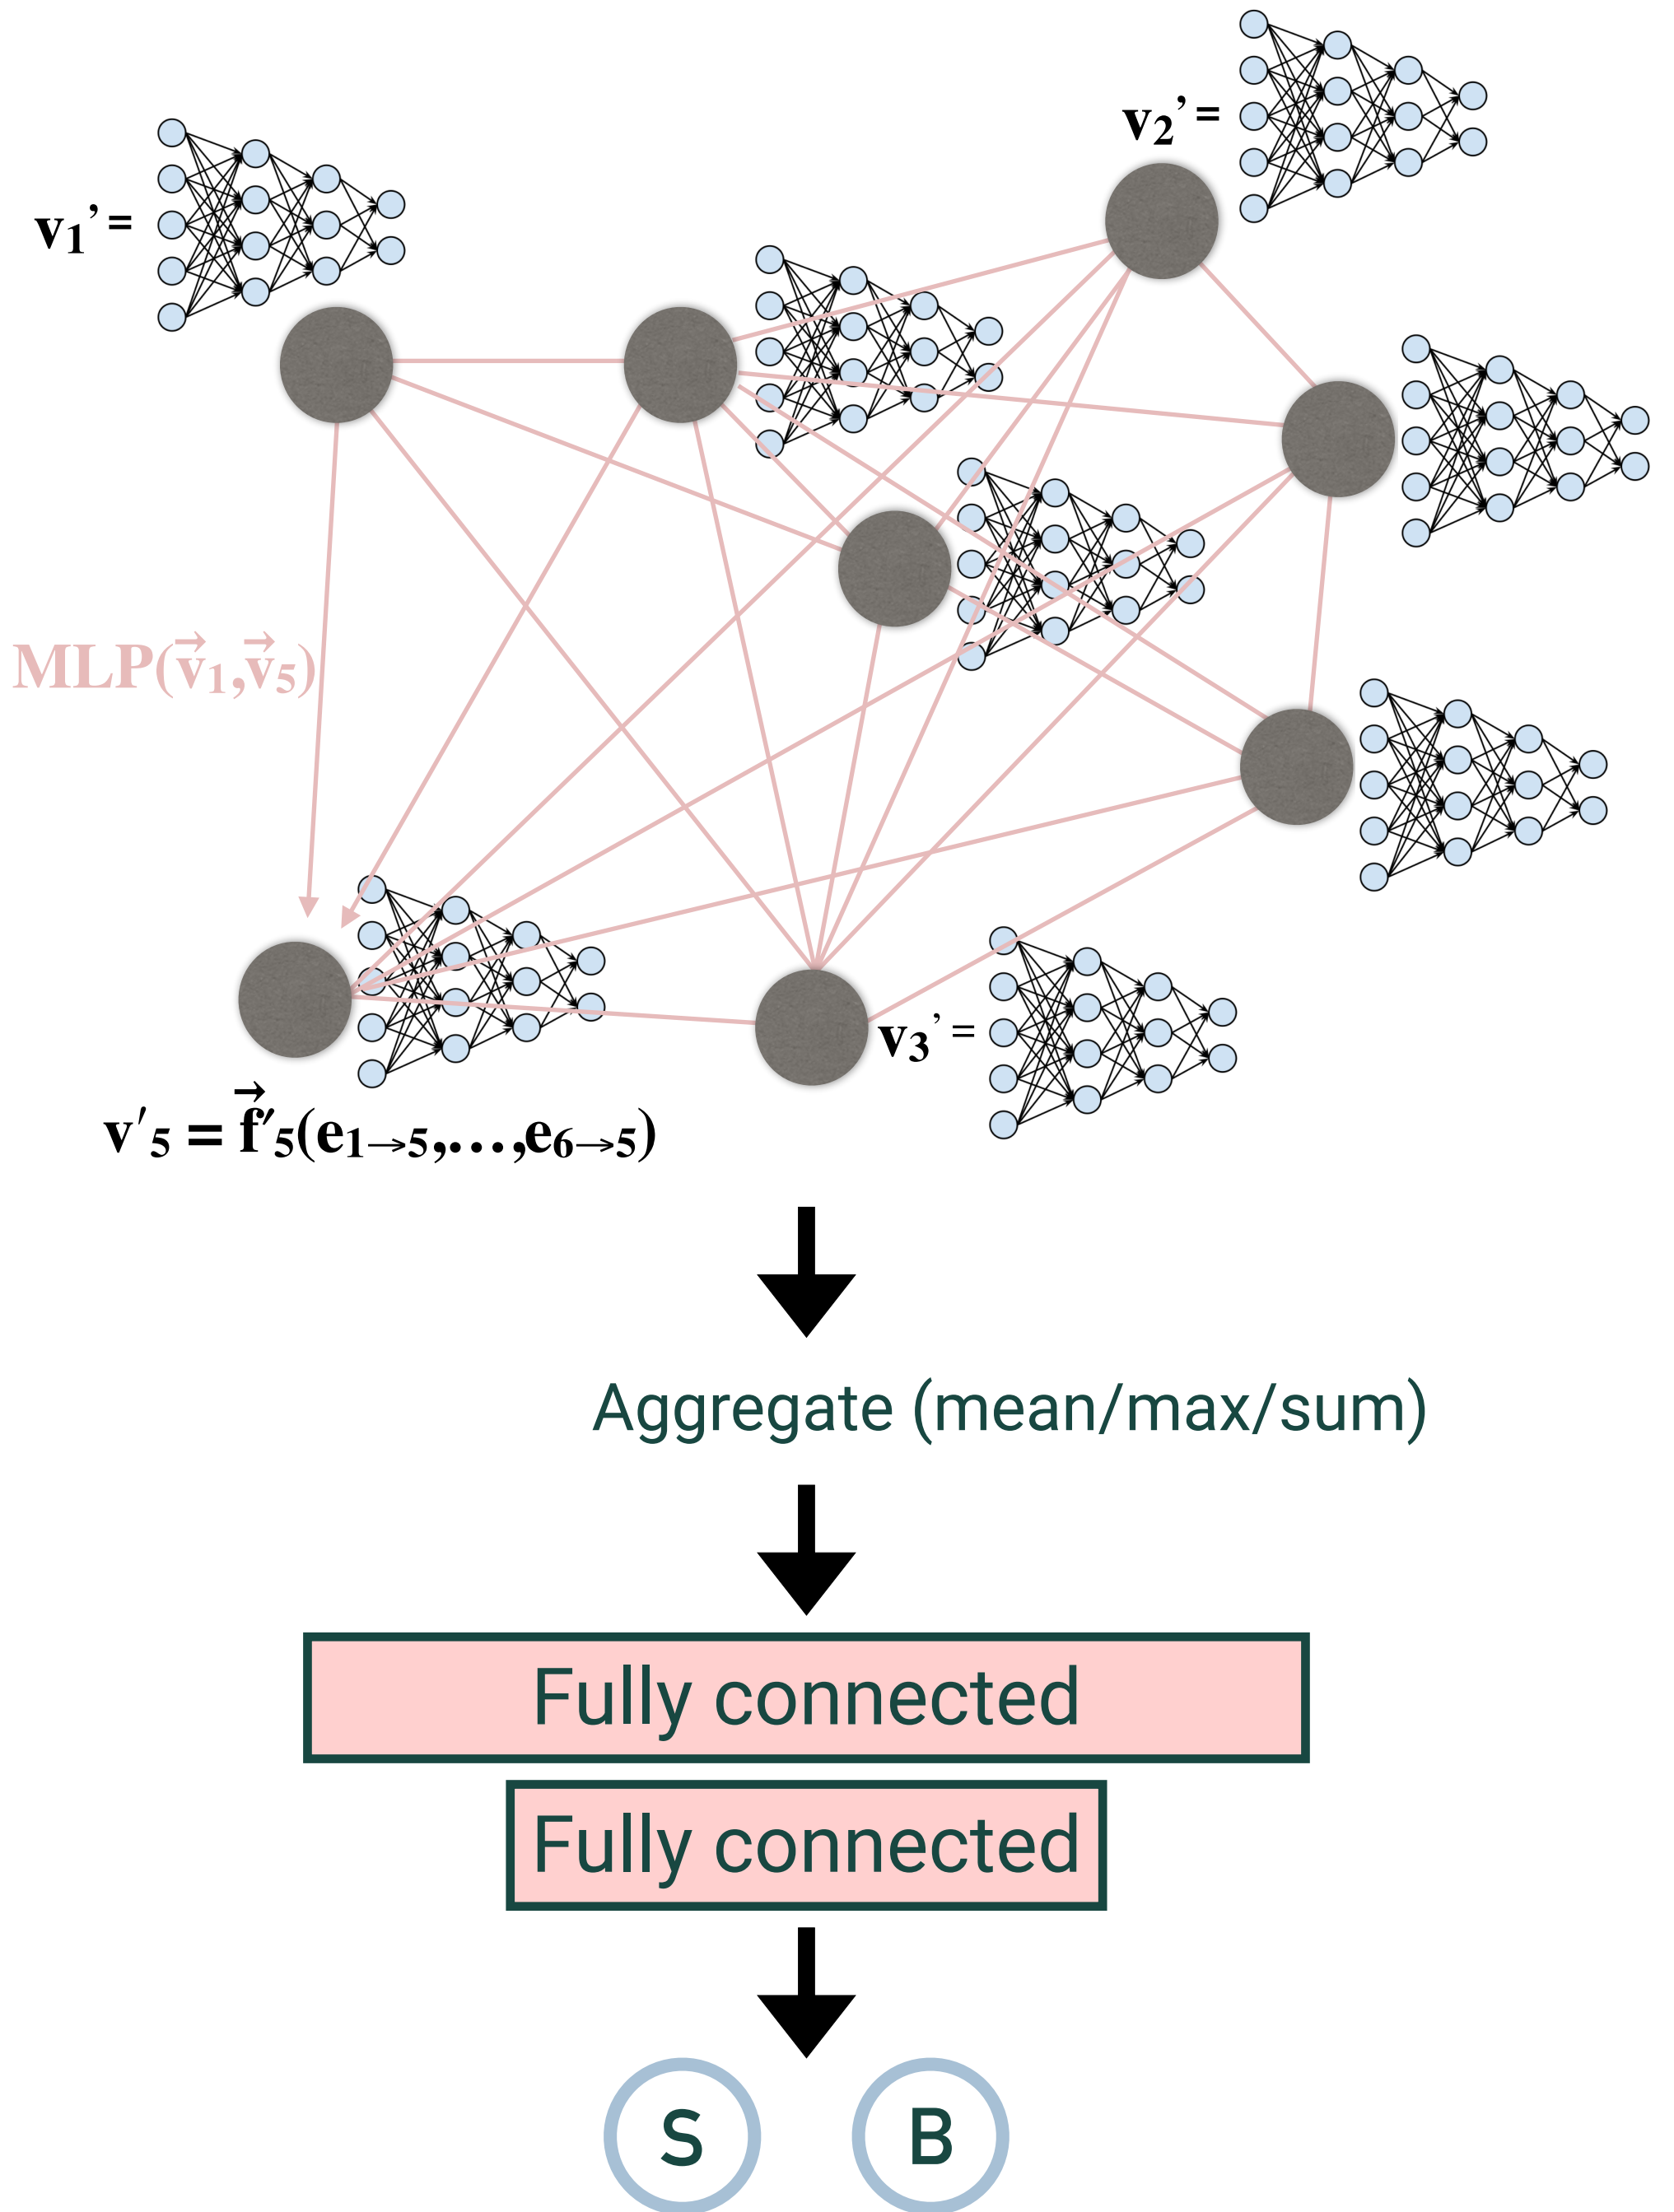 v₂’ =
v₁’ =
MLP(v⃗₁,v⃗₅)
v₃’ =
v′₅ = f⃗′₅(e₁→₅,...,e₆→₅)
Aggregate (mean/max/sum)
Fully connected
Fully connected
S B